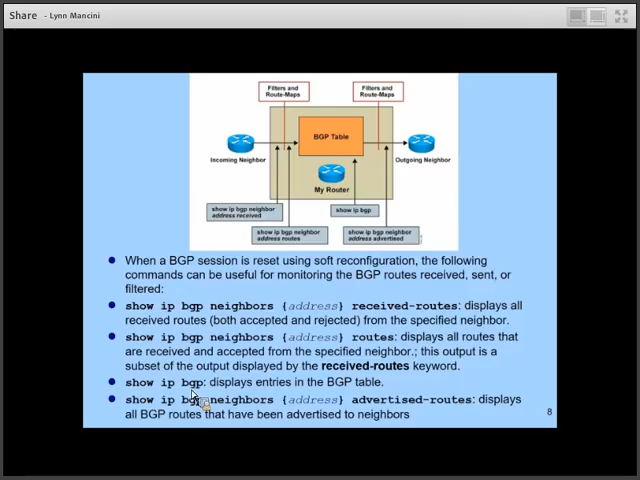 Share - Lynn Mancini
Filters and
Route-Maps
Filters and
Route-Maps
BGP Table
Incoming Neighbor
Outgoing Neighbor
My Router
show ip bgp neighbor
address received
show ip bgp
show ip bgp neighbor
address routes
show ip bgp neighbor
address advertised
When a BGP session is reset using soft reconfiguration, the following
commands can be useful for monitoring the BGP routes received, sent, or
filtered:
show ip bgp neighbors {address} received-routes: displays all
received routes (both accepted and rejected) from the specified neighbor.
show ip bgp neighbors {address} routes: displays all routes that
are received and accepted from the specified neighbor.; this output is a
subset of the output displayed by the received-routes keyword.
show ip bgp: displays entries in the BGP table.
show ip bgp neighbors {address} advertised-routes: displays
all BGP routes that have been advertised to neighbors
8